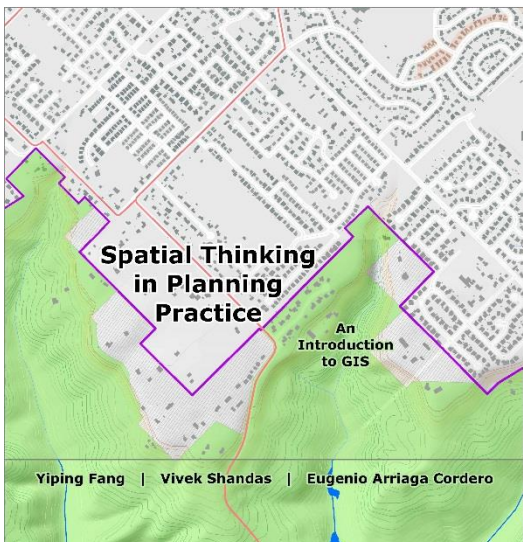 Spatial Thinking
in Planning
Practice
An
Introduction
to GIS
Yiping Fang | Vivek Shandas | Eugenio Arriaga Cordero